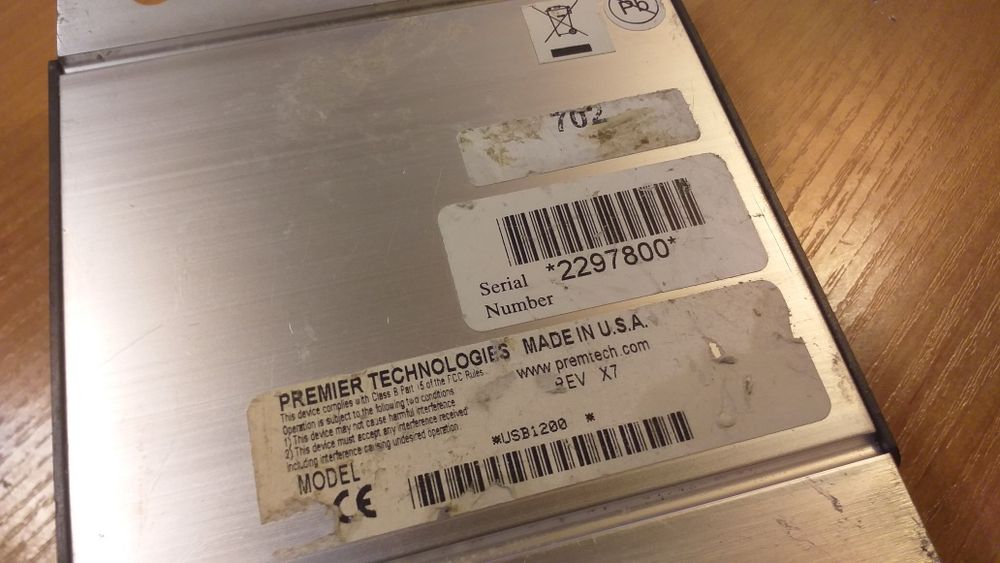 Pb
702
*2297800*
Serial
Number
PREMIER TECHNOLOGIES MADE IN U.S.A.
This device complies with Class B Part 15 of the FCC Rules. www.premtech.com
Operation is subject to the following two conditions REV X7
1) This device may not cause harmful interference
2) This device must accept any interference received
including interference causing undesired operation.
*USB1200 *
MODEL
CE